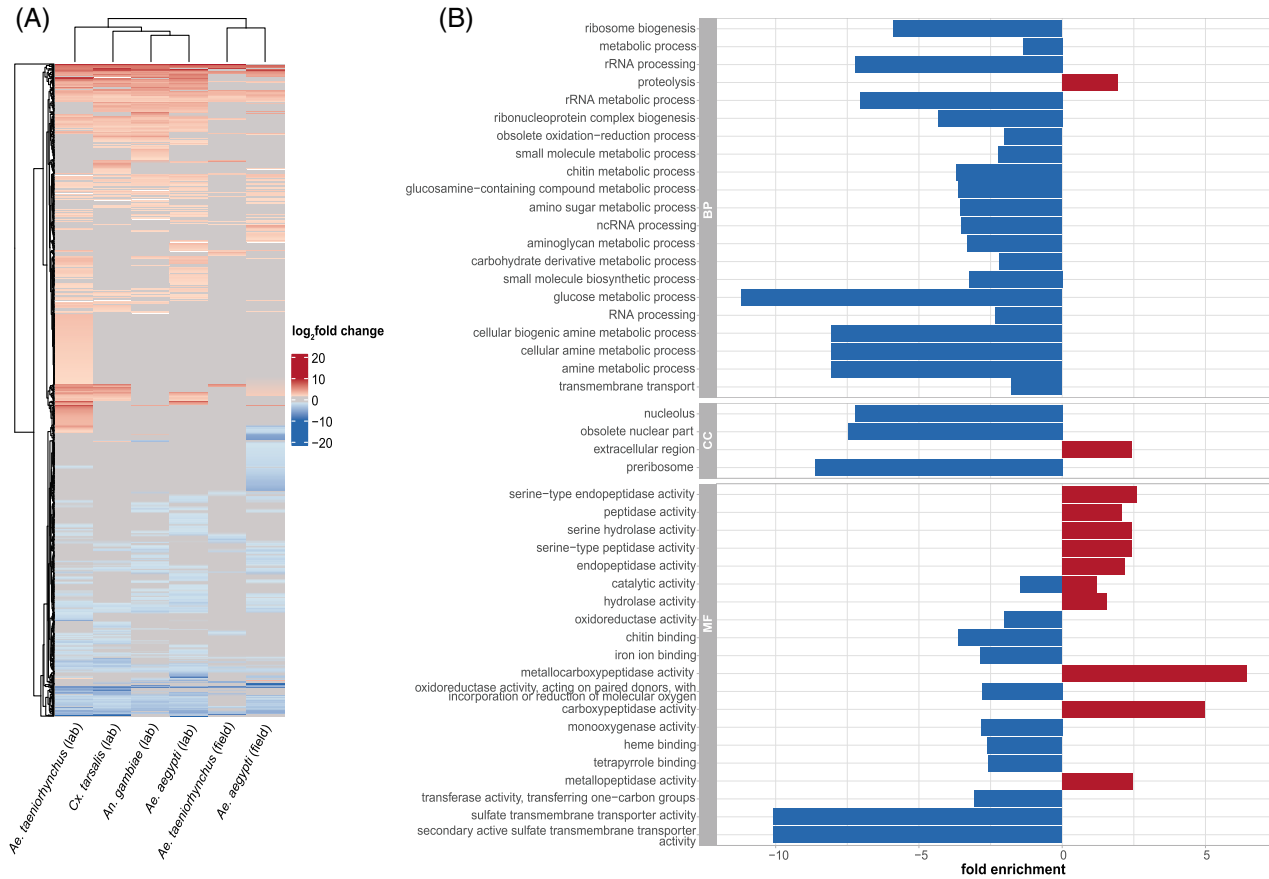 (A)
log2fold change
20
10
0
−10
−20
Ae. taeniorhynchus (lab)
Cx. tarsalis (lab)
An. gambiae (lab)
Ae. aegypti (lab)
Ae. taeniorhynchus (field)
Ae. aegypti (field)
(B)
BP
ribosome biogenesis
metabolic process
rRNA processing
proteolysis
rRNA metabolic process
ribonucleoprotein complex biogenesis
obsolete oxidation−reduction process
small molecule metabolic process
chitin metabolic process
glucosamine−containing compound metabolic process
amino sugar metabolic process
ncRNA processing
aminoglycan metabolic process
carbohydrate derivative metabolic process
small molecule biosynthetic process
glucose metabolic process
RNA processing
cellular biogenic amine metabolic process
cellular amine metabolic process
amine metabolic process
transmembrane transport
CC
nucleolus
obsolete nuclear part
extracellular region
preribosome
MF
serine−type endopeptidase activity
peptidase activity
serine hydrolase activity
serine−type peptidase activity
endopeptidase activity
catalytic activity
hydrolase activity
oxidoreductase activity
chitin binding
iron ion binding
metallocarboxypeptidase activity
oxidoreductase activity, acting on paired donors, with
incorporation or reduction of molecular oxygen
carboxypeptidase activity
monooxygenase activity
heme binding
tetrapyrrole binding
metallopeptidase activity
transferase activity, transferring one−carbon groups
sulfate transmembrane transporter activity
secondary active sulfate transmembrane transporter
activity
−10 −5 0 5
fold enrichment